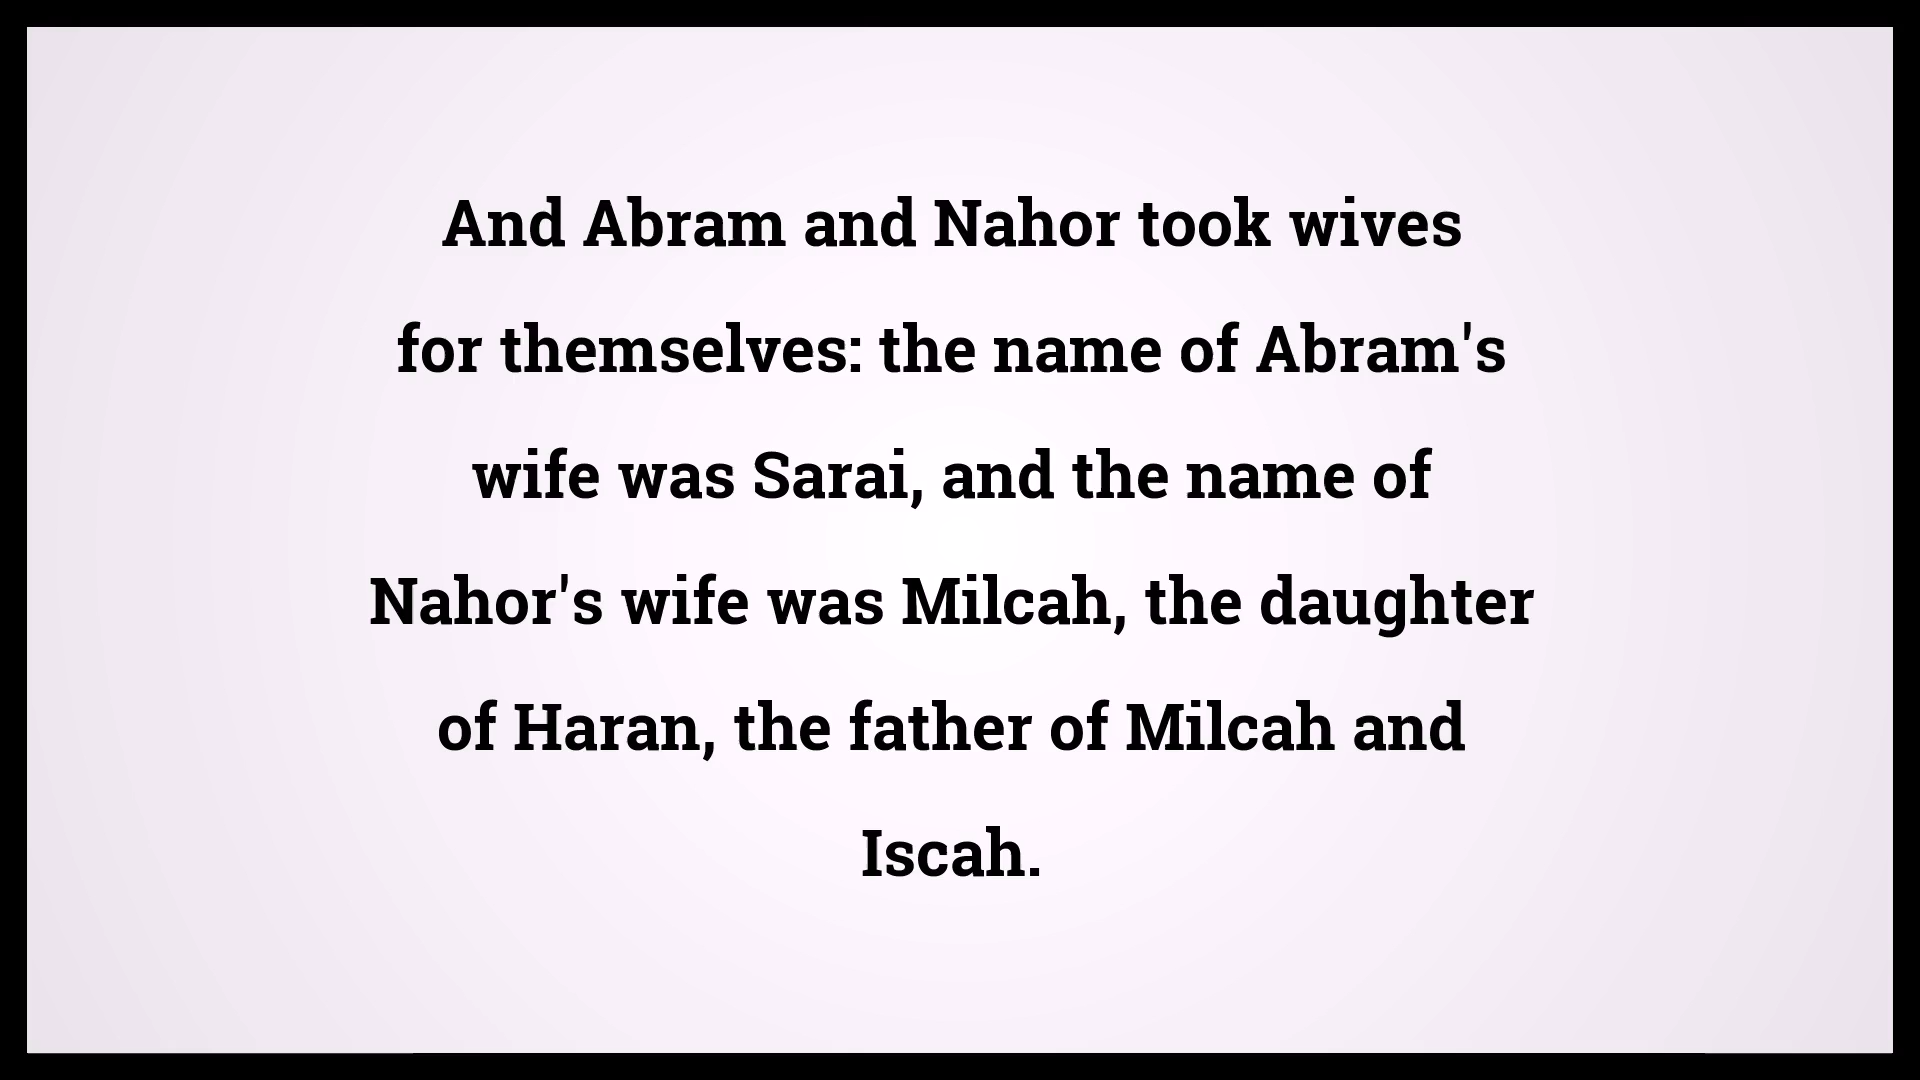 And Abram and Nahor took wives
for themselves: the name of Abram's
wife was Sarai, and the name of
Nahor's wife was Milcah, the daughter
of Haran, the father of Milcah and
Iscah.